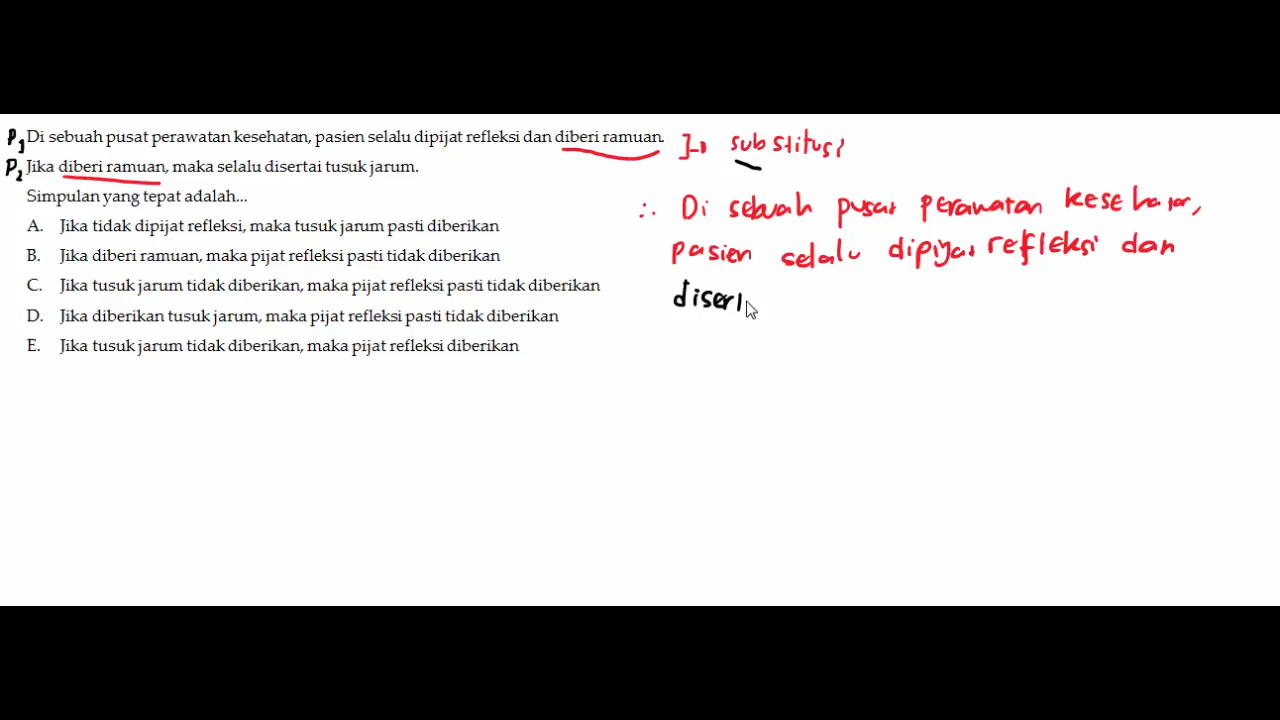 P1 Di sebuah pusat perawatan kesehatan, pasien selalu dipijat refleksi dan diberi ramuan. substitusi
P2 Jika diberi ramuan, maka selalu disertai tusuk jarum.
Simpulan yang tepat adalah...
A. Jika tidak dipijat refleksi, maka tusuk jarum pasti diberikan
B. Jika diberi ramuan, maka pijat refleksi pasti tidak diberikan
C. Jika tusuk jarum tidak diberikan, maka pijat refleksi pasti tidak diberikan
D. Jika diberikan tusuk jarum, maka pijat refleksi pasti tidak diberikan
E. Jika tusuk jarum tidak diberikan, maka pijat refleksi diberikan
∴ Di sebuah pusat perawatan kesehatan,
pasien selalu dipijat refleksi dan